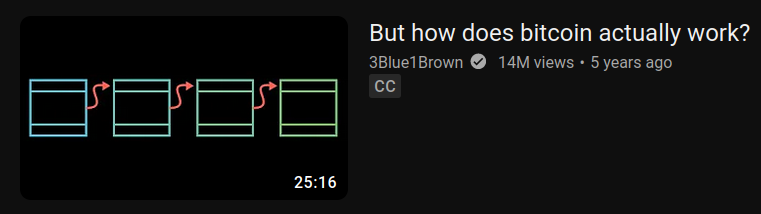 But how does bitcoin actually work?
3Blue1Brown 14M views • 5 years ago
CC
25:16